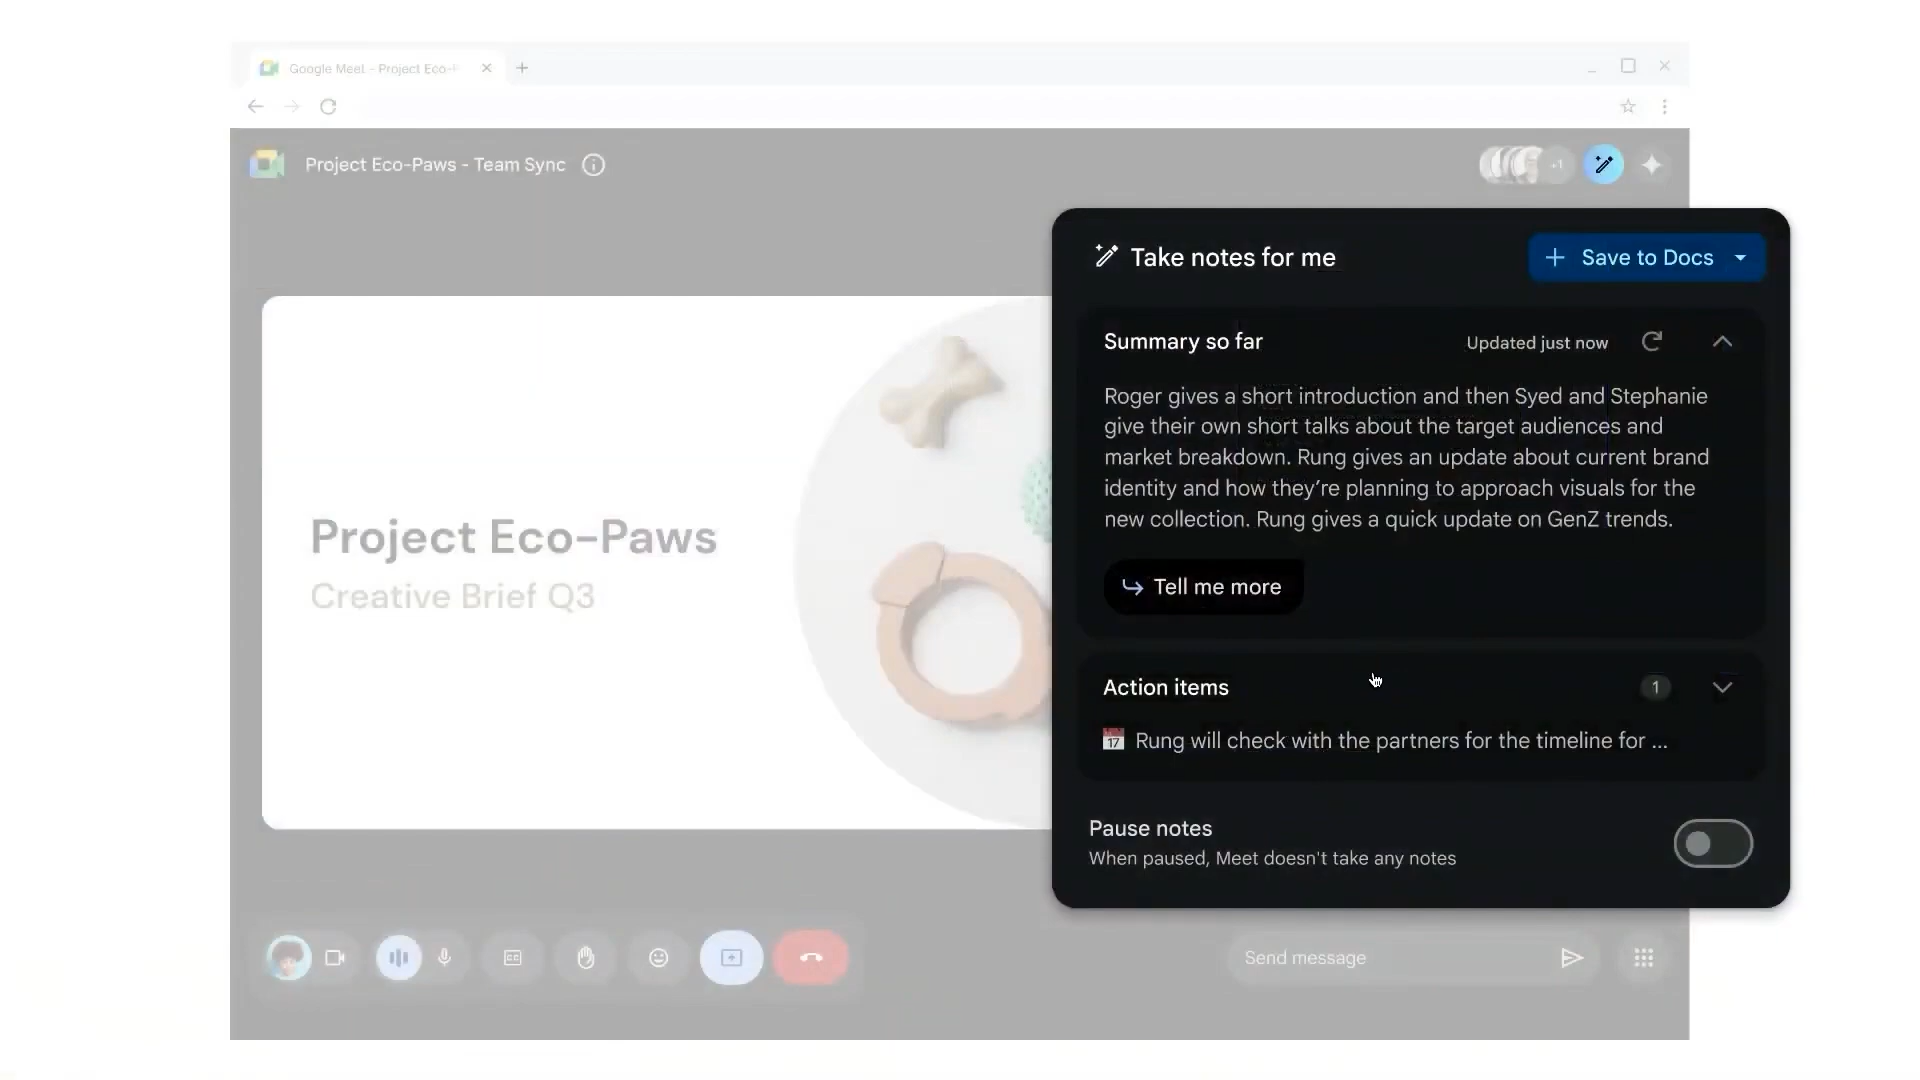 Google Meet - Project Eco-
Project Eco-Paws - Team Sync
+1
Take notes for me
Save to Docs
Summary so far
Updated just now
Roger gives a short introduction and then Syed and Stephanie
give their own short talks about the target audiences and
market breakdown. Rung gives an update about current brand
identity and how they’re planning to approach visuals for the
new collection. Rung gives a quick update on GenZ trends.
Tell me more
Project Eco-Paws
Creative Brief Q3
Action items
1
17
Rung will check with the partners for the timeline for ...
Pause notes
When paused, Meet doesn't take any notes
CC
Send message